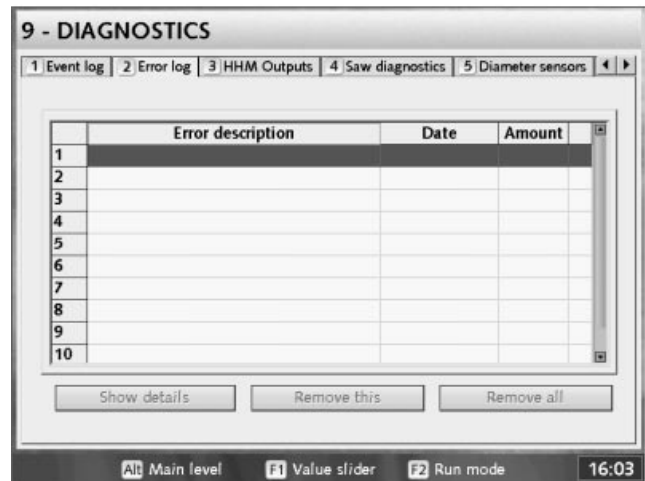 9 - DIAGNOSTICS
1 Event log 2 Error log 3 HHM Outputs 4 Saw diagnostics 5 Diameter sensors
Error description Date Amount
1
2
3
4
5
6
7
8
9
10
Show details Remove this Remove all
Alt Main level F1 Value slider F2 Run mode 16:03